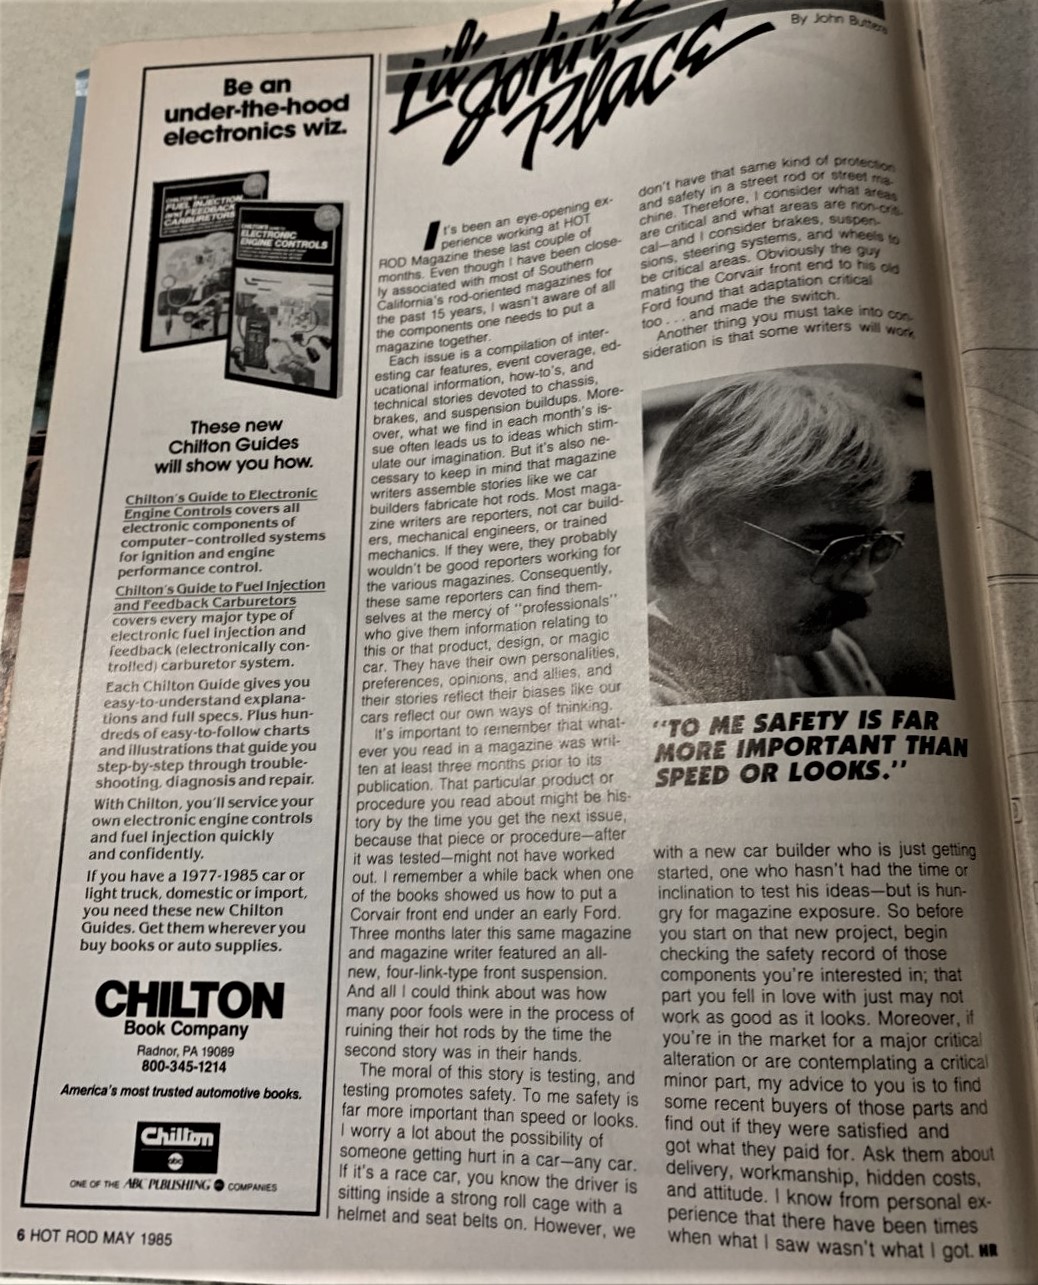 Be an
under-the-hood
electronics wiz.
CHILTON'S GUIDE TO
FUEL INJECTION
and FEEDBACK
CARBURETORS
CHILTON'S GUIDE TO
ELECTRONIC
ENGINE CONTROLS
These new
Chilton Guides
will show you how.
Chilton's Guide to Electronic
Engine Controls covers all
electronic components of
computer-controlled systems
for ignition and engine
performance control.
Chilton's Guide to Fuel Injection
and Feedback Carburetors
covers every major type of
electronic fuel injection and
feedback (electronically con-
trolled) carburetor system.
Each Chilton Guide gives you
easy-to-understand explana-
tions and full specs. Plus hun-
dreds of easy-to-follow charts
and illustrations that guide you
step-by-step through trouble-
shooting, diagnosis and repair.
With Chilton, you'll service your
own electronic engine controls
and fuel injection quickly
and confidently.
If you have a 1977-1985 car or
light truck, domestic or import,
you need these new Chilton
Guides. Get them wherever you
buy books or auto supplies.
CHILTON
Book Company
Radnor, PA 19089
800-345-1214
America's most trusted automotive books.
Chilton
abc
ONE OF THE ABC PUBLISHING COMPANIES
6 HOT ROD MAY 1985
Lil' John's
Place
By John Buttera
It's been an eye-opening ex-
perience working at HOT
ROD Magazine these last couple of
months. Even though I have been close-
ly associated with most of Southern
California's rod-oriented magazines for
the past 15 years, I wasn't aware of all
the components one needs to put a
magazine together.
Each issue is a compilation of inter-
esting car features, event coverage, ed-
ucational information, how-to's, and
technical stories devoted to chassis,
brakes, and suspension buildups. More-
over, what we find in each month's is-
sue often leads us to ideas which stim-
ulate our imagination. But it's also ne-
cessary to keep in mind that magazine
writers assemble stories like we car
builders fabricate hot rods. Most maga-
zine writers are reporters, not car build-
ers, mechanical engineers, or trained
mechanics. If they were, they probably
wouldn't be good reporters working for
the various magazines. Consequently,
these same reporters can find them-
selves at the mercy of "professionals"
who give them information relating to
this or that product, design, or magic
car. They have their own personalities,
preferences, opinions, and allies, and
their stories reflect their biases like our
cars reflect our own ways of thinking.
It's important to remember that what-
ever you read in a magazine was writ-
ten at least three months prior to its
publication. That particular product or
procedure you read about might be his-
tory by the time you get the next issue,
because that piece or procedure—after
it was tested—might not have worked
out. I remember a while back when one
of the books showed us how to put a
Corvair front end under an early Ford.
Three months later this same magazine
and magazine writer featured an all-
new, four-link-type front suspension.
And all I could think about was how
many poor fools were in the process of
ruining their hot rods by the time the
second story was in their hands.
The moral of this story is testing, and
testing promotes safety. To me safety is
far more important than speed or looks.
I worry a lot about the possibility of
someone getting hurt in a car—any car.
If it's a race car, you know the driver is
sitting inside a strong roll cage with a
helmet and seat belts on. However, we
don't have that same kind of protection
and safety in a street rod or street ma-
chine. Therefore, I consider what areas
are critical and what areas are non-criti-
cal—and I consider brakes, suspen-
sions, steering systems, and wheels to
be critical areas. Obviously the guy
mating the Corvair front end to his old
Ford found that adaptation critical
too . . . and made the switch.
Another thing you must take into con-
sideration is that some writers will work
"TO ME SAFETY IS FAR
MORE IMPORTANT THAN
SPEED OR LOOKS."
with a new car builder who is just getting
started, one who hasn't had the time or
inclination to test his ideas—but is hun-
gry for magazine exposure. So before
you start on that new project, begin
checking the safety record of those
components you're interested in; that
part you fell in love with just may not
work as good as it looks. Moreover, if
you're in the market for a major critical
alteration or are contemplating a critical
minor part, my advice to you is to find
some recent buyers of those parts and
find out if they were satisfied and
got what they paid for. Ask them about
delivery, workmanship, hidden costs,
and attitude. I know from personal ex-
perience that there have been times
when what I saw wasn't what I got. HR